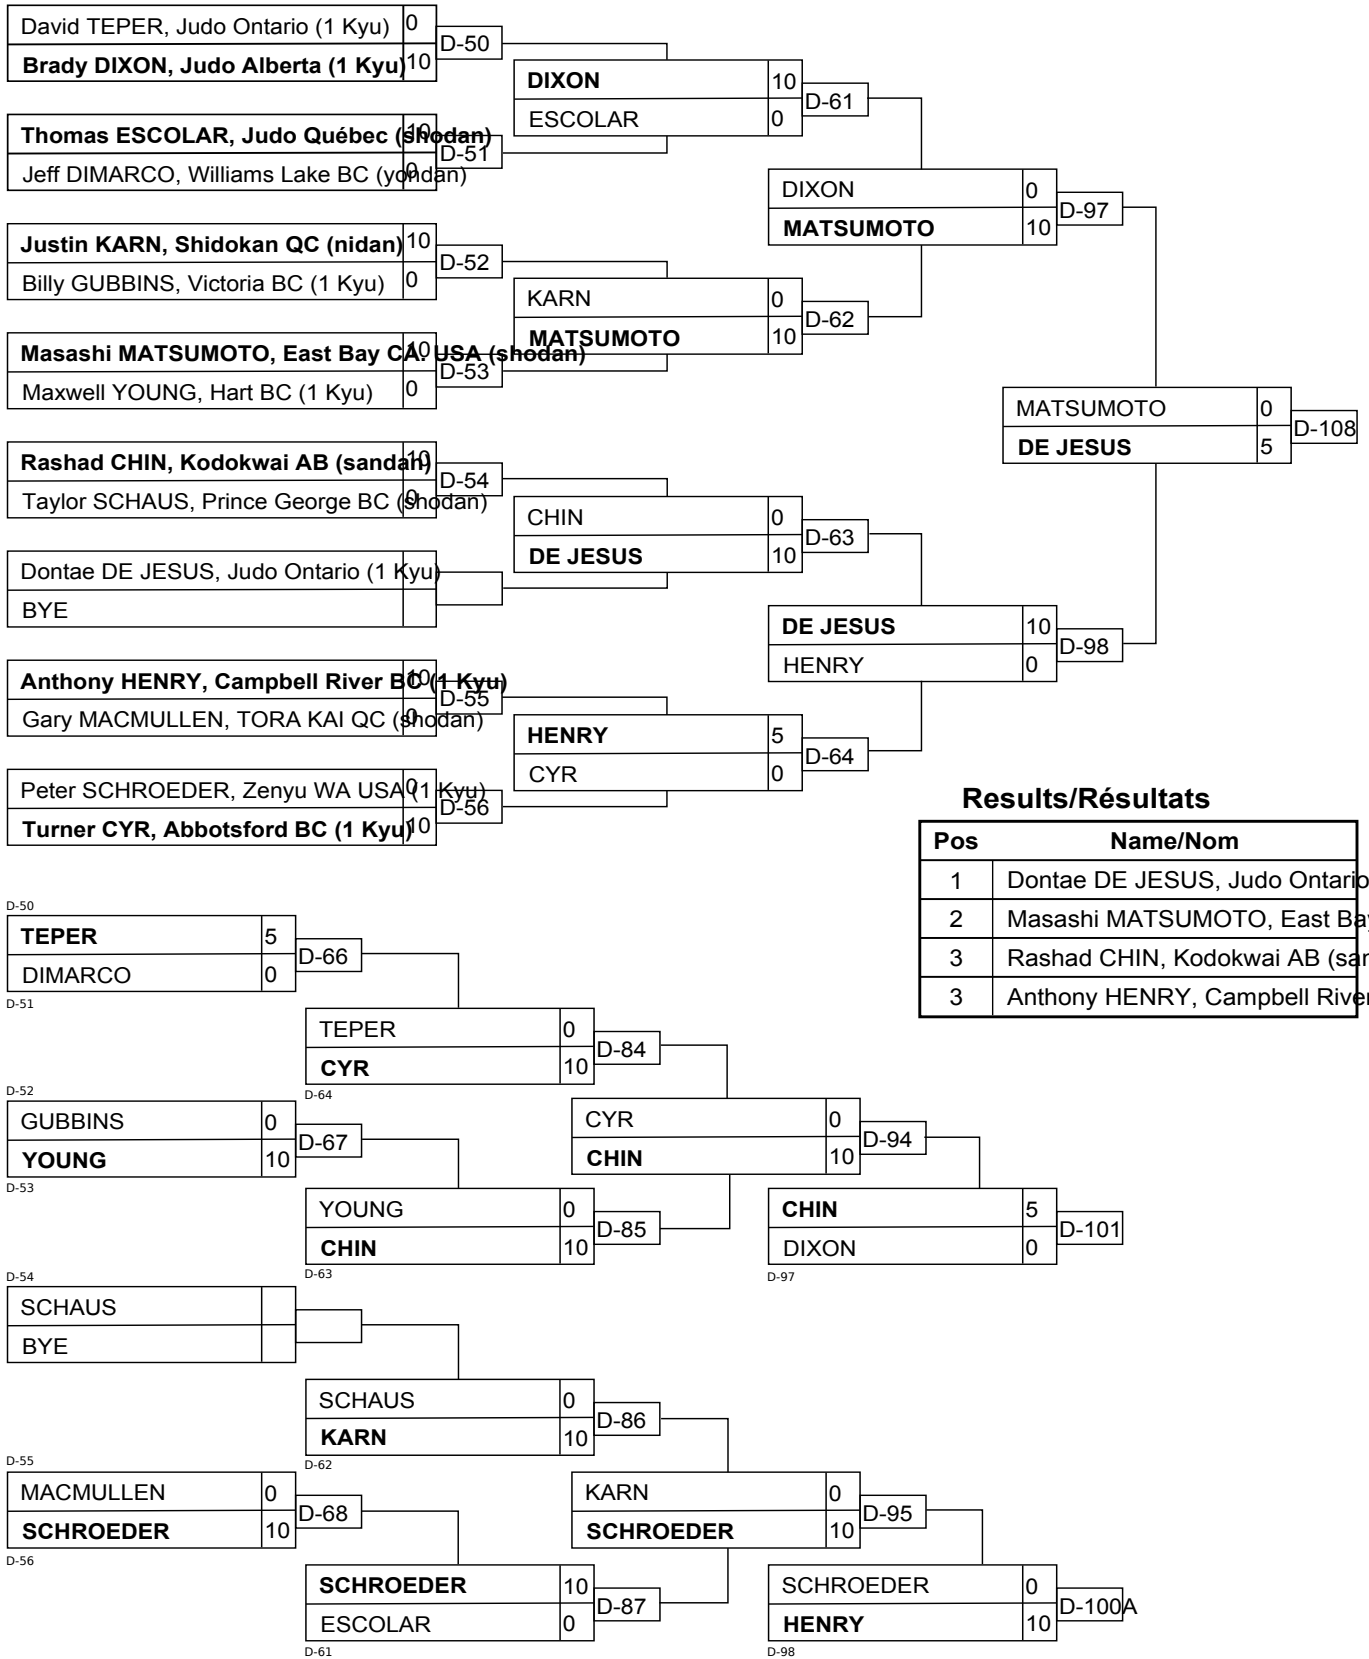 David TEPER, Judo Ontario (1 Kyu) 0
D-50
Brady DIXON, Judo Alberta (1 Kyu) 10
DIXON 10
D-61
ESCOLAR 0
Thomas ESCOLAR, Judo Québec (shodan) 10
D-51
Jeff DIMARCO, Williams Lake BC (yondan) 0
DIXON 0
D-97
MATSUMOTO 10
Justin KARN, Shidokan QC (nidan) 10
D-52
Billy GUBBINS, Victoria BC (1 Kyu) 0
KARN 0
D-62
MATSUMOTO 10
Masashi MATSUMOTO, East Bay CA. USA (shodan) 10
D-53
Maxwell YOUNG, Hart BC (1 Kyu) 0
MATSUMOTO 0
D-108
DE JESUS 5
Rashad CHIN, Kodokwai AB (sandan) 10
D-54
Taylor SCHAUS, Prince George BC (shodan) 0
CHIN 0
D-63
DE JESUS 10
Dontae DE JESUS, Judo Ontario (1 Kyu)
BYE
DE JESUS 10
D-98
HENRY 0
Anthony HENRY, Campbell River BC (1 Kyu) 10
D-55
Gary MACMULLEN, TORA KAI QC (shodan) 0
HENRY 5
D-64
CYR 0
Peter SCHROEDER, Zenyu WA USA (1 Kyu) 0
D-56
Turner CYR, Abbotsford BC (1 Kyu) 10
Results/Résultats
Pos Name/Nom
1 Dontae DE JESUS, Judo Ontario
2 Masashi MATSUMOTO, East Bay
3 Rashad CHIN, Kodokwai AB (san
3 Anthony HENRY, Campbell River
D-50
TEPER 5
D-66
DIMARCO 0
D-51
TEPER 0
D-84
CYR 10
D-64
D-52
GUBBINS 0
D-67
YOUNG 10
D-53
CYR 0
D-94
CHIN 10
YOUNG 0
D-85
CHIN 10
D-63
CHIN 5
D-101
DIXON 0
D-97
D-54
SCHAUS
BYE
SCHAUS 0
D-86
KARN 10
D-62
D-55
MACMULLEN 0
D-68
SCHROEDER 10
D-56
KARN 0
D-95
SCHROEDER 10
SCHROEDER 10
D-87
ESCOLAR 0
D-61
SCHROEDER 0
D-100A
HENRY 10
D-98